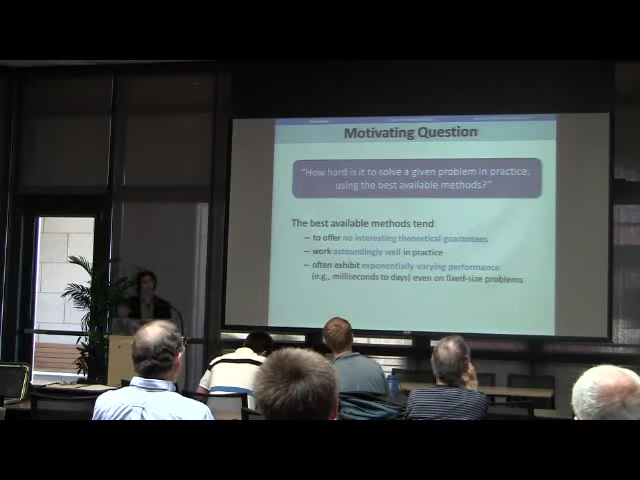 Motivating Question
"How hard is it to solve a given problem in practice,
using the best available methods?"
The best available methods tend
– to offer no interesting theoretical guarantees
– work astoundingly well in practice
– often exhibit exponentially varying performance
(e.g., milliseconds to days) even on fixed-size problems